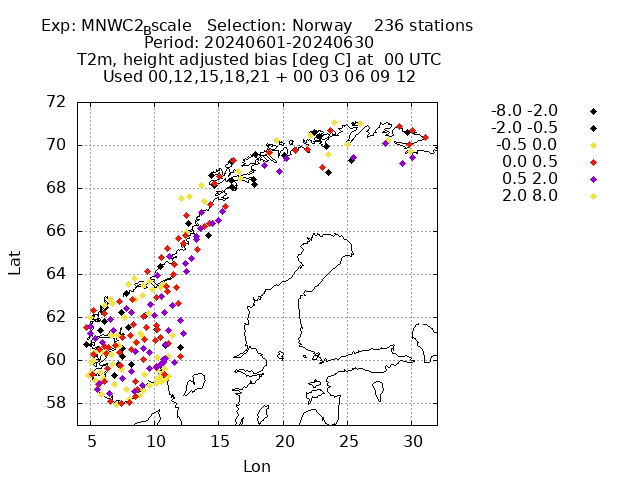 Exp: MNWC2Bscale Selection: Norway 236 stations
Period: 20240601-20240630
T2m, height adjusted bias [deg C] at 00 UTC
Used 00,12,15,18,21 + 00 03 06 09 12
72
70
68
66
64
62
60
58
Lat
5 10 15 20 25 30
Lon
-8.0 -2.0
-2.0 -0.5
-0.5 0.0
0.0 0.5
0.5 2.0
2.0 8.0